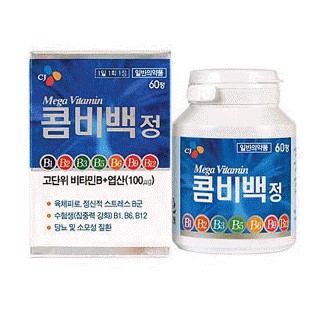 CJ
1일 1회 1정
일반의약품
60정
Mega Vitamin
콤비백정
B1 B2 B3 B5 B6 B9 B12
고단위 비타민B+엽산(100㎍)
• 육체피로, 정신적 스트레스 B군
• 수험생(집중력 강화) B1, B6, B12
• 당뇨 및 소모성 질환
CJ
일반의약품
60정
Mega Vitamin
콤비백정
B1 B2 B3 B5 B6 B9 B12